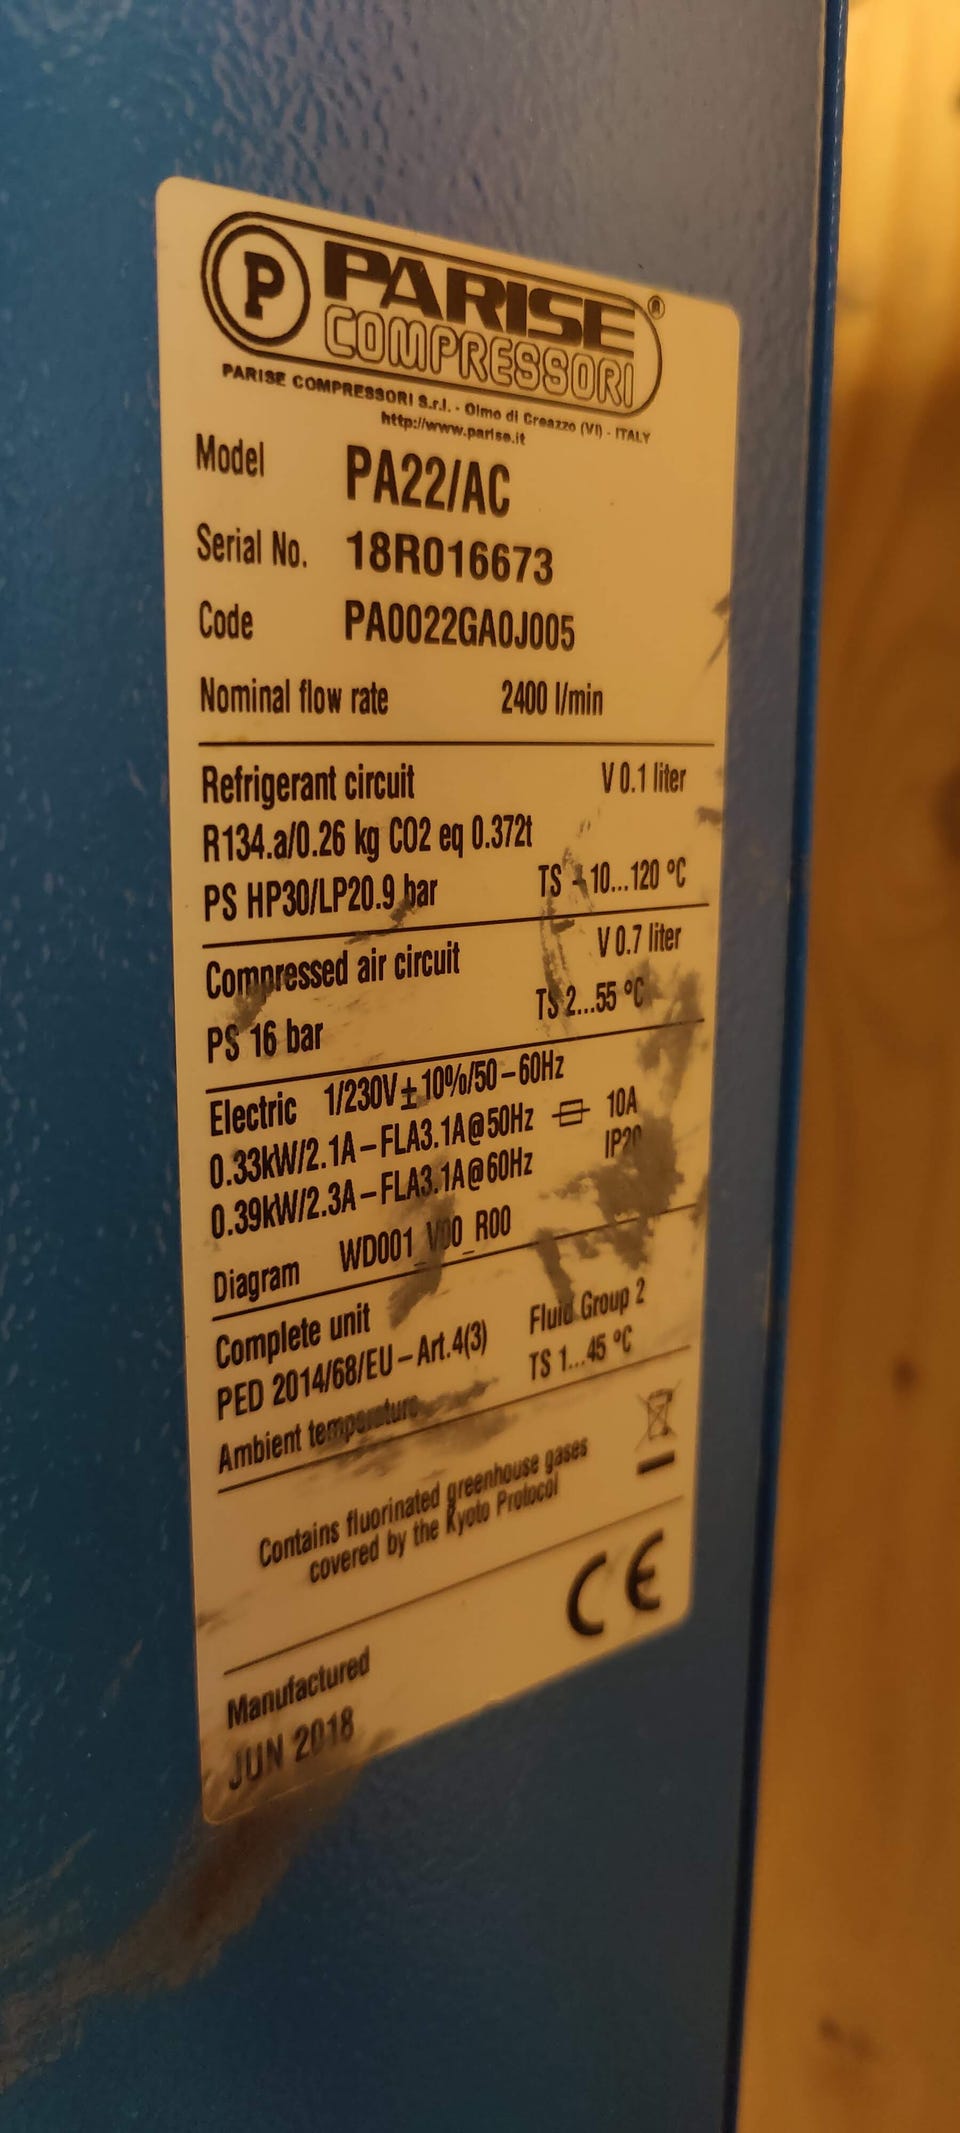 P PARISE®
COMPRESSORI
PARISE COMPRESSORI S.r.l. - Olmo di Creazzo (VI) - ITALY
http://www.parise.it
Model PA22/AC
Serial No. 18R016673
Code PA0022GA0J005
Nominal flow rate 2400 l/min
Refrigerant circuit V 0.1 liter
R134.a/0.26 kg CO2 eq 0.372t
PS HP30/LP20.9 bar TS -10...120 °C
Compressed air circuit V 0.7 liter
PS 16 bar TS 2...55 °C
Electric 1/230V±10%/50-60Hz
0.33kW/2.1A-FLA3.1A@50Hz 10A
0.39kW/2.3A-FLA3.1A@60Hz IP20
Diagram WD001_V00_R00
Complete unit Fluid Group 2
PED 2014/68/EU-Art.4(3)
Ambient temperature TS 1...45 °C
Contains fluorinated greenhouse gases
covered by the Kyoto Protocol
CE
Manufactured
JUN 2018